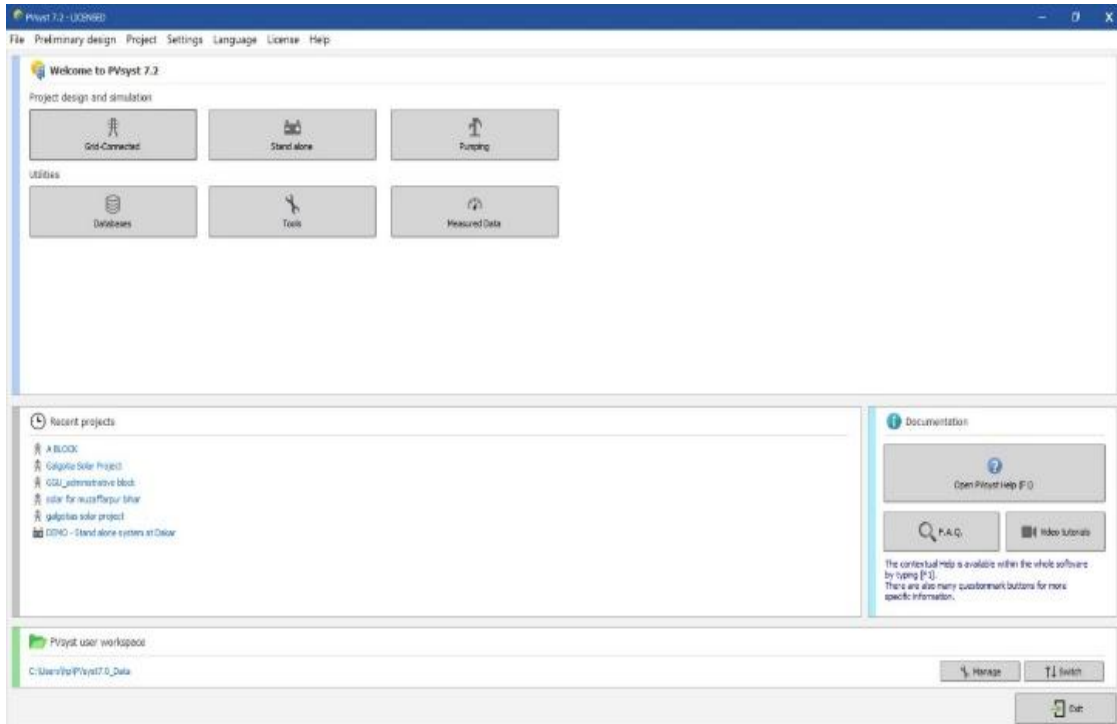 PVsyst 7.2 - LICENSED
File Preliminary design Project Settings Language License Help
Welcome to PVsyst 7.2
Project design and simulation
Grid-Connected
Stand alone
Pumping
Utilities
Databases
Tools
Measured Data
Recent projects
A BLOCK
Galgotia Solar Project
GGU_administrative block
solar for muzaffarpur bihar
galgotias solar project
DEMO - Stand alone system at Dakar
Documentation
Open PVsyst Help (F1)
F.A.Q.
Video tutorials
The contextual Help is available within the whole software
by typing [F1].
There are also many questionmark buttons for more
specific information.
PVsyst user workspace
C:\Users\hp\PVsyst7.0_Data
Manage
Switch
Exit